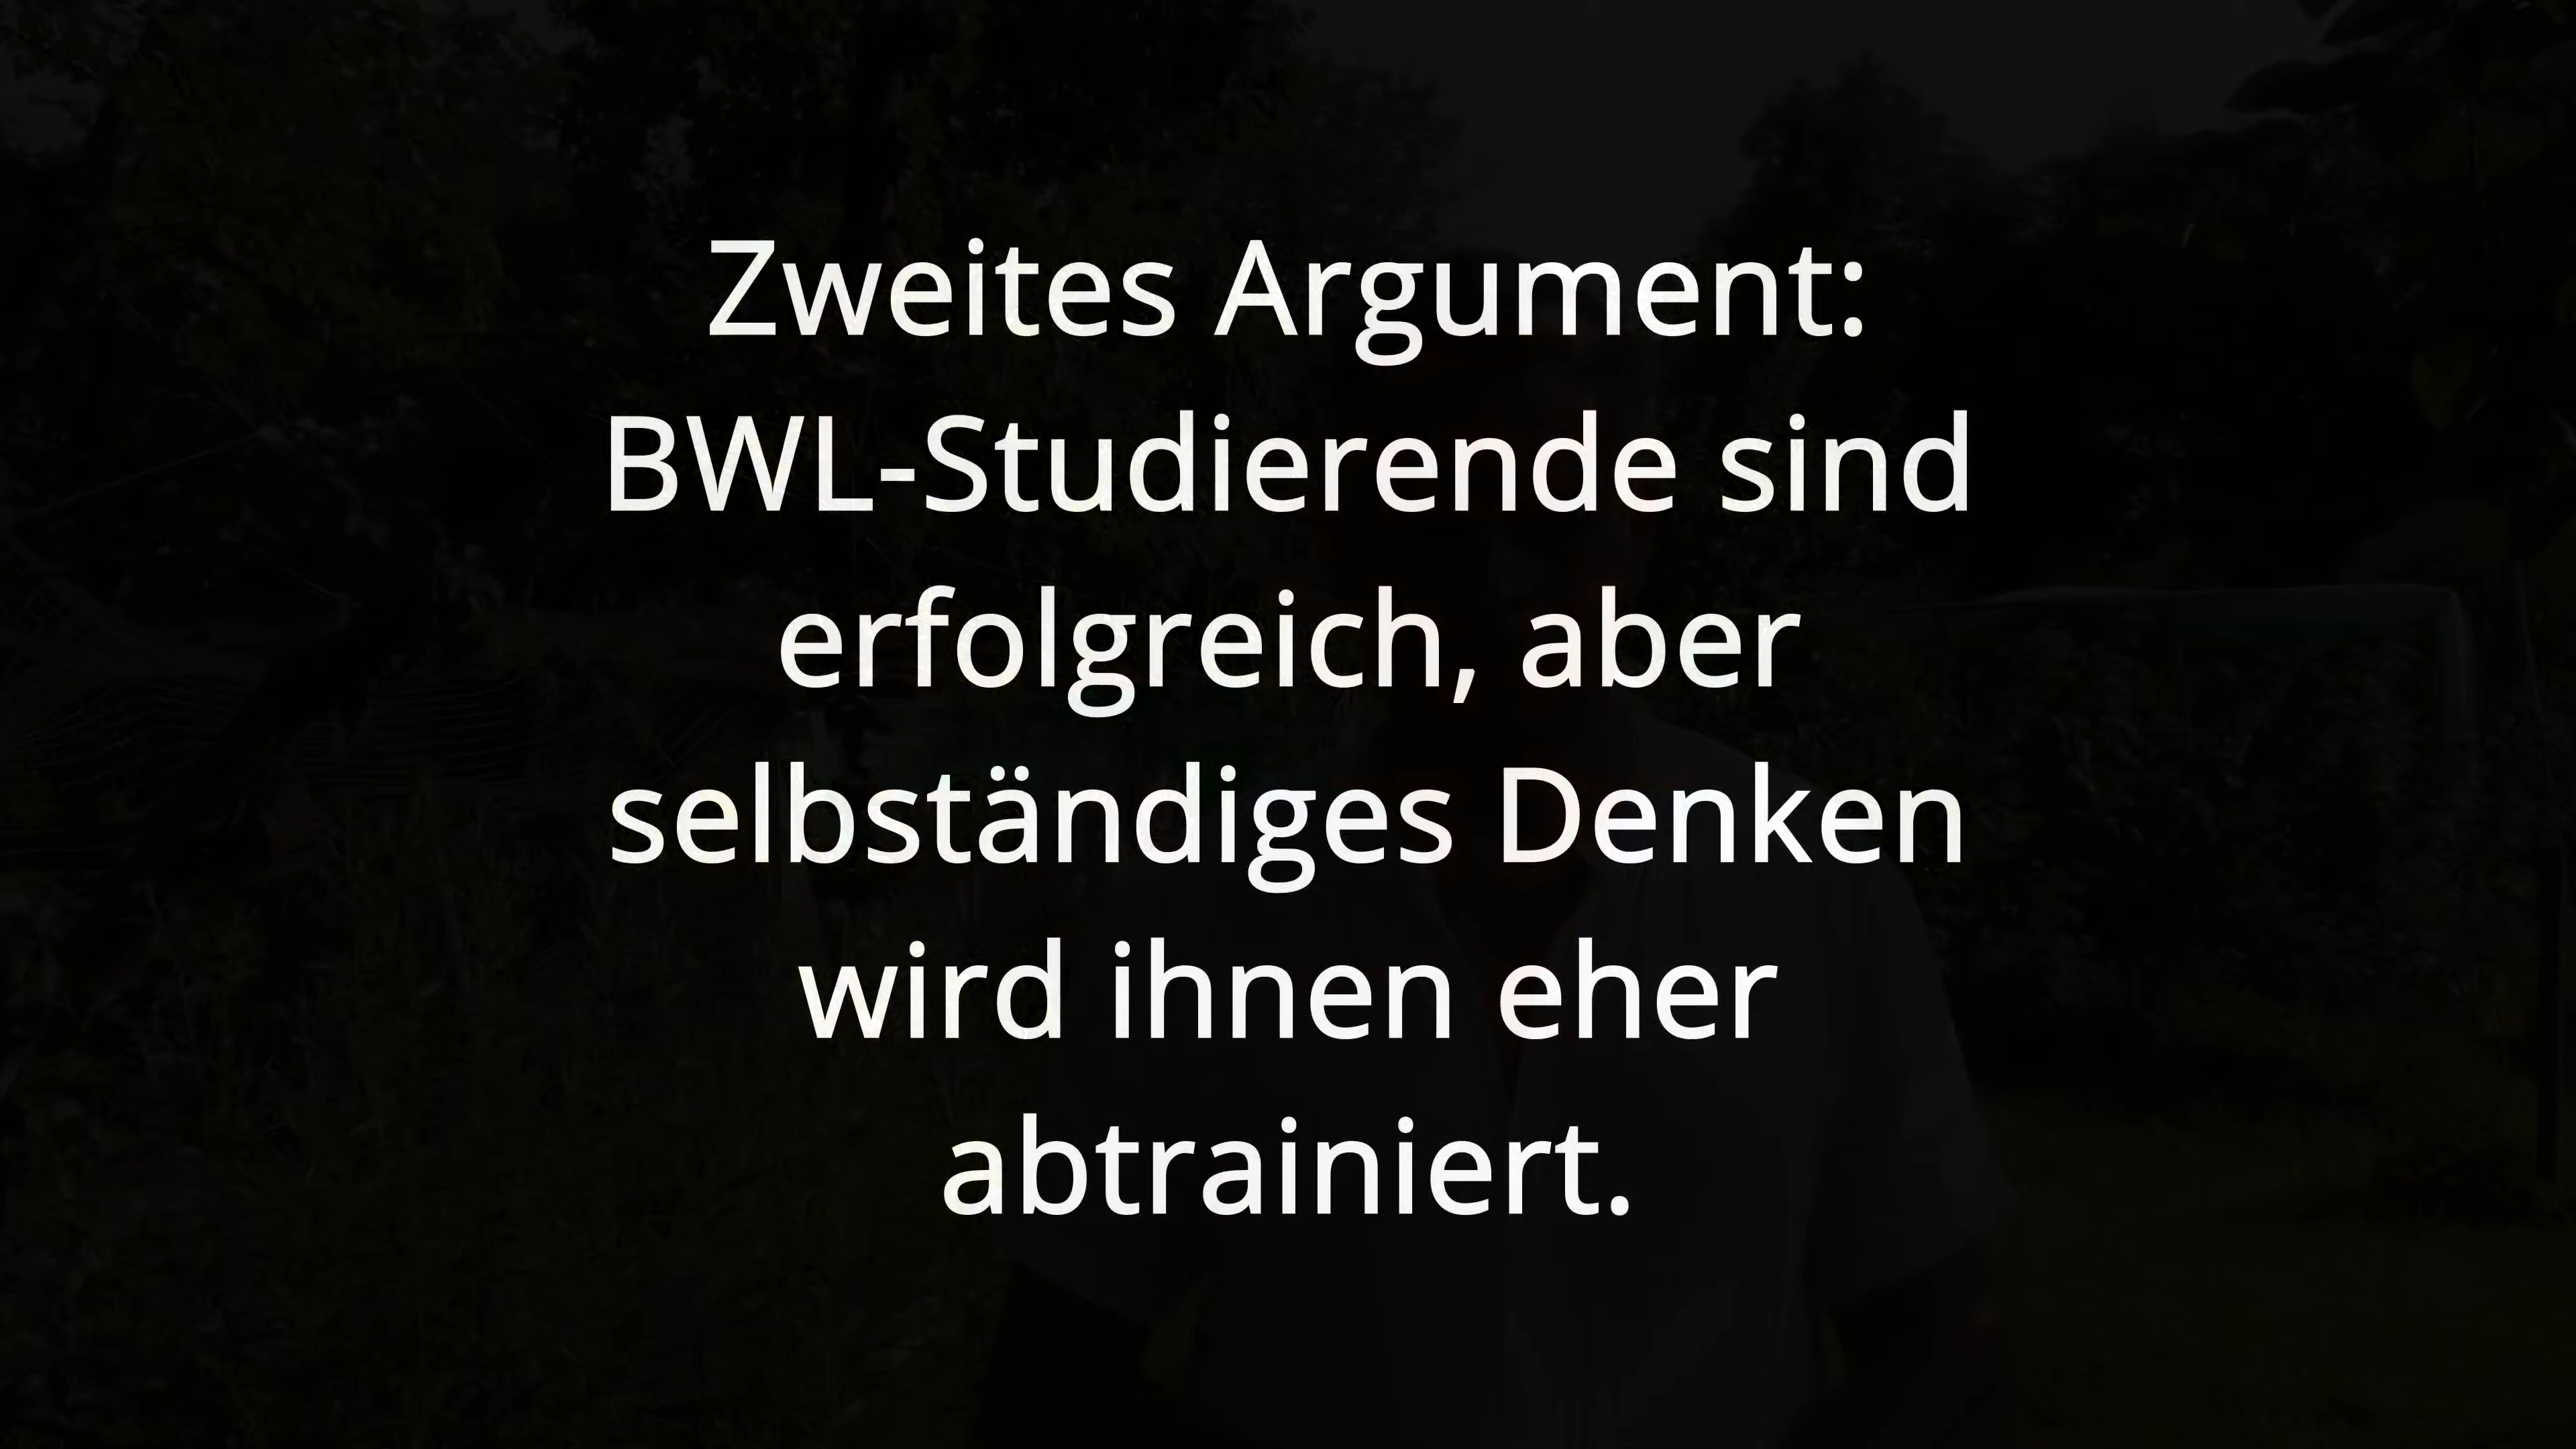 Zweites Argument:
BWL-Studierende sind
erfolgreich, aber
selbständiges Denken
wird ihnen eher
abtrainiert.